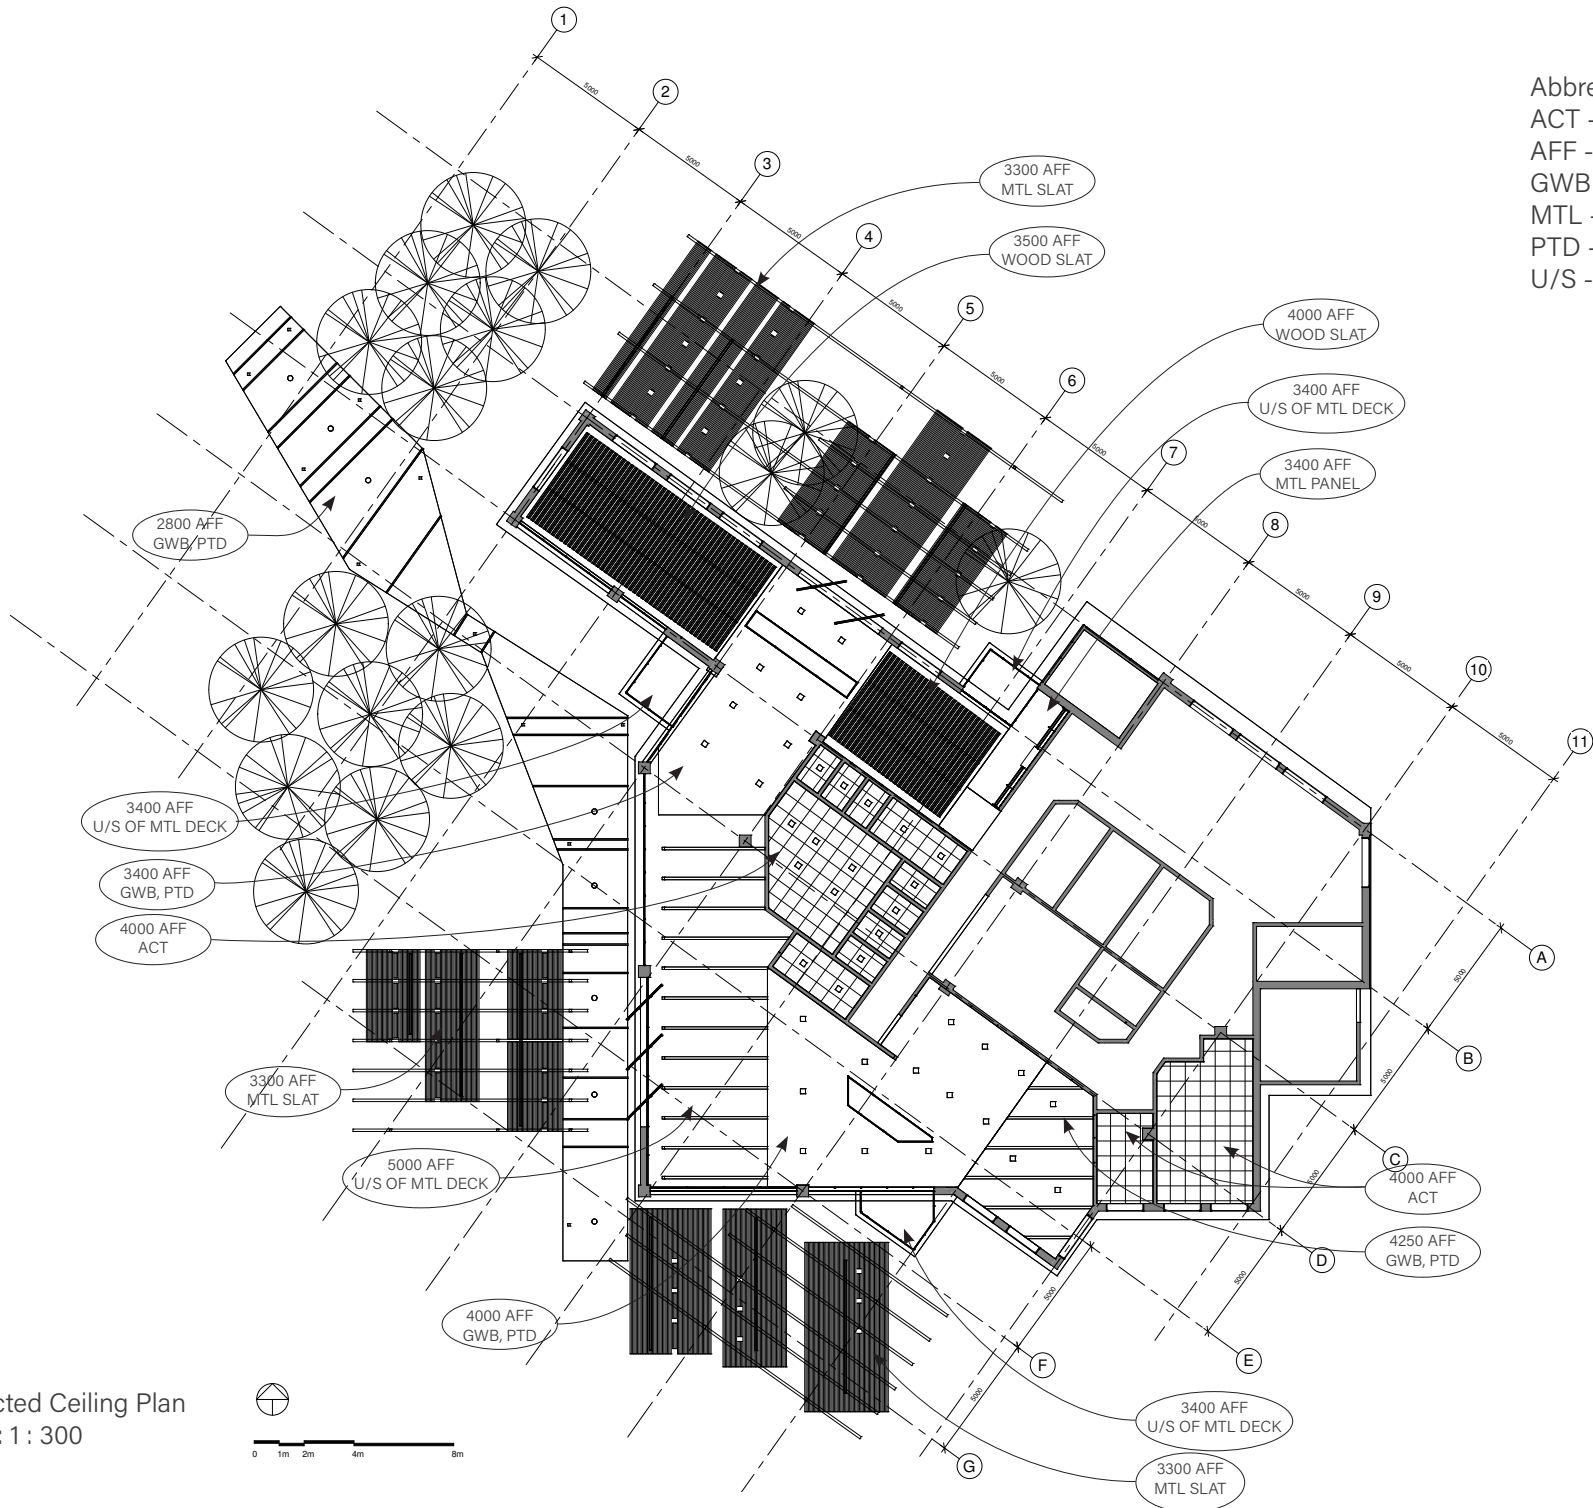 1
2
3
4
5
6
7
8
9
10
11
5000
5000
5000
5000
5000
5000
5000
5000
5000
5000
Abbre
ACT -
AFF -
GWB
MTL -
PTD -
U/S -
3300 AFF
MTL SLAT
3500 AFF
WOOD SLAT
4000 AFF
WOOD SLAT
3400 AFF
U/S OF MTL DECK
3400 AFF
MTL PANEL
2800 AFF
GWB, PTD
3400 AFF
U/S OF MTL DECK
3400 AFF
GWB, PTD
4000 AFF
ACT
3300 AFF
MTL SLAT
5000 AFF
U/S OF MTL DECK
4000 AFF
GWB, PTD
A
B
C
D
E
F
G
5000
5000
5000
5000
5000
5000
4000 AFF
ACT
4250 AFF
GWB, PTD
3400 AFF
U/S OF MTL DECK
3300 AFF
MTL SLAT
cted Ceiling Plan
: 1 : 300
0 1m 2m 4m 8m